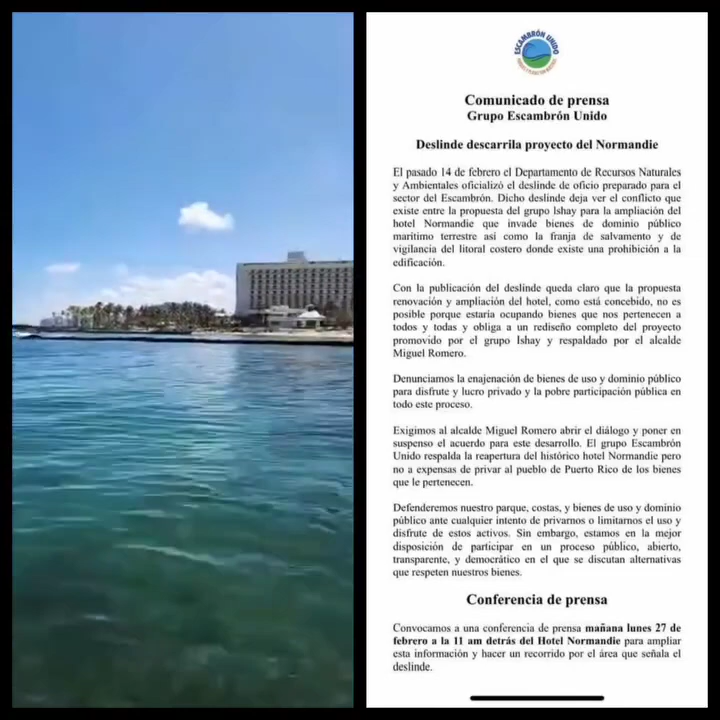 ESCAMBRÓN UNIDO
Comunicado de prensa
Grupo Escambrón Unido
Deslinde descarrila proyecto del Normandie
El pasado 14 de febrero el Departamento de Recursos Naturales
y Ambientales oficializó el deslinde de oficio preparado para el
sector del Escambrón. Dicho deslinde deja ver el conflicto que
existe entre la propuesta del grupo Ishay para la ampliación del
hotel Normandie que invade bienes de dominio público
marítimo terrestre así como la franja de salvamento y de
vigilancia del litoral costero donde existe una prohibición a la
edificación.
Con la publicación del deslinde queda claro que la propuesta
renovación y ampliación del hotel, como está concebido, no es
posible porque estaría ocupando bienes que nos pertenecen a
todos y todas y obliga a un rediseño completo del proyecto
promovido por el grupo Ishay y respaldado por el alcalde
Miguel Romero.
Denunciamos la enajenación de bienes de uso y dominio público
para disfrute y lucro privado y la pobre participación pública en
todo este proceso.
Exigimos al alcalde Miguel Romero abrir el diálogo y poner en
suspenso el acuerdo para este desarrollo. El grupo Escambrón
Unido respalda la reapertura del histórico hotel Normandie pero
no a expensas de privar al pueblo de Puerto Rico de los bienes
que le pertenecen.
Defenderemos nuestro parque, costas, y bienes de uso y dominio
público ante cualquier intento de privarnos o limitarnos el uso y
disfrute de estos activos. Sin embargo, estamos en la mejor
disposición de participar en un proceso público, abierto,
transparente, y democrático en el que se discutan alternativas
que respeten nuestros bienes.
Conferencia de prensa
Convocamos a una conferencia de prensa mañana lunes 27 de
febrero a la 11 am detrás del Hotel Normandie para ampliar
esta información y hacer un recorrido por el área que señala el
deslinde.